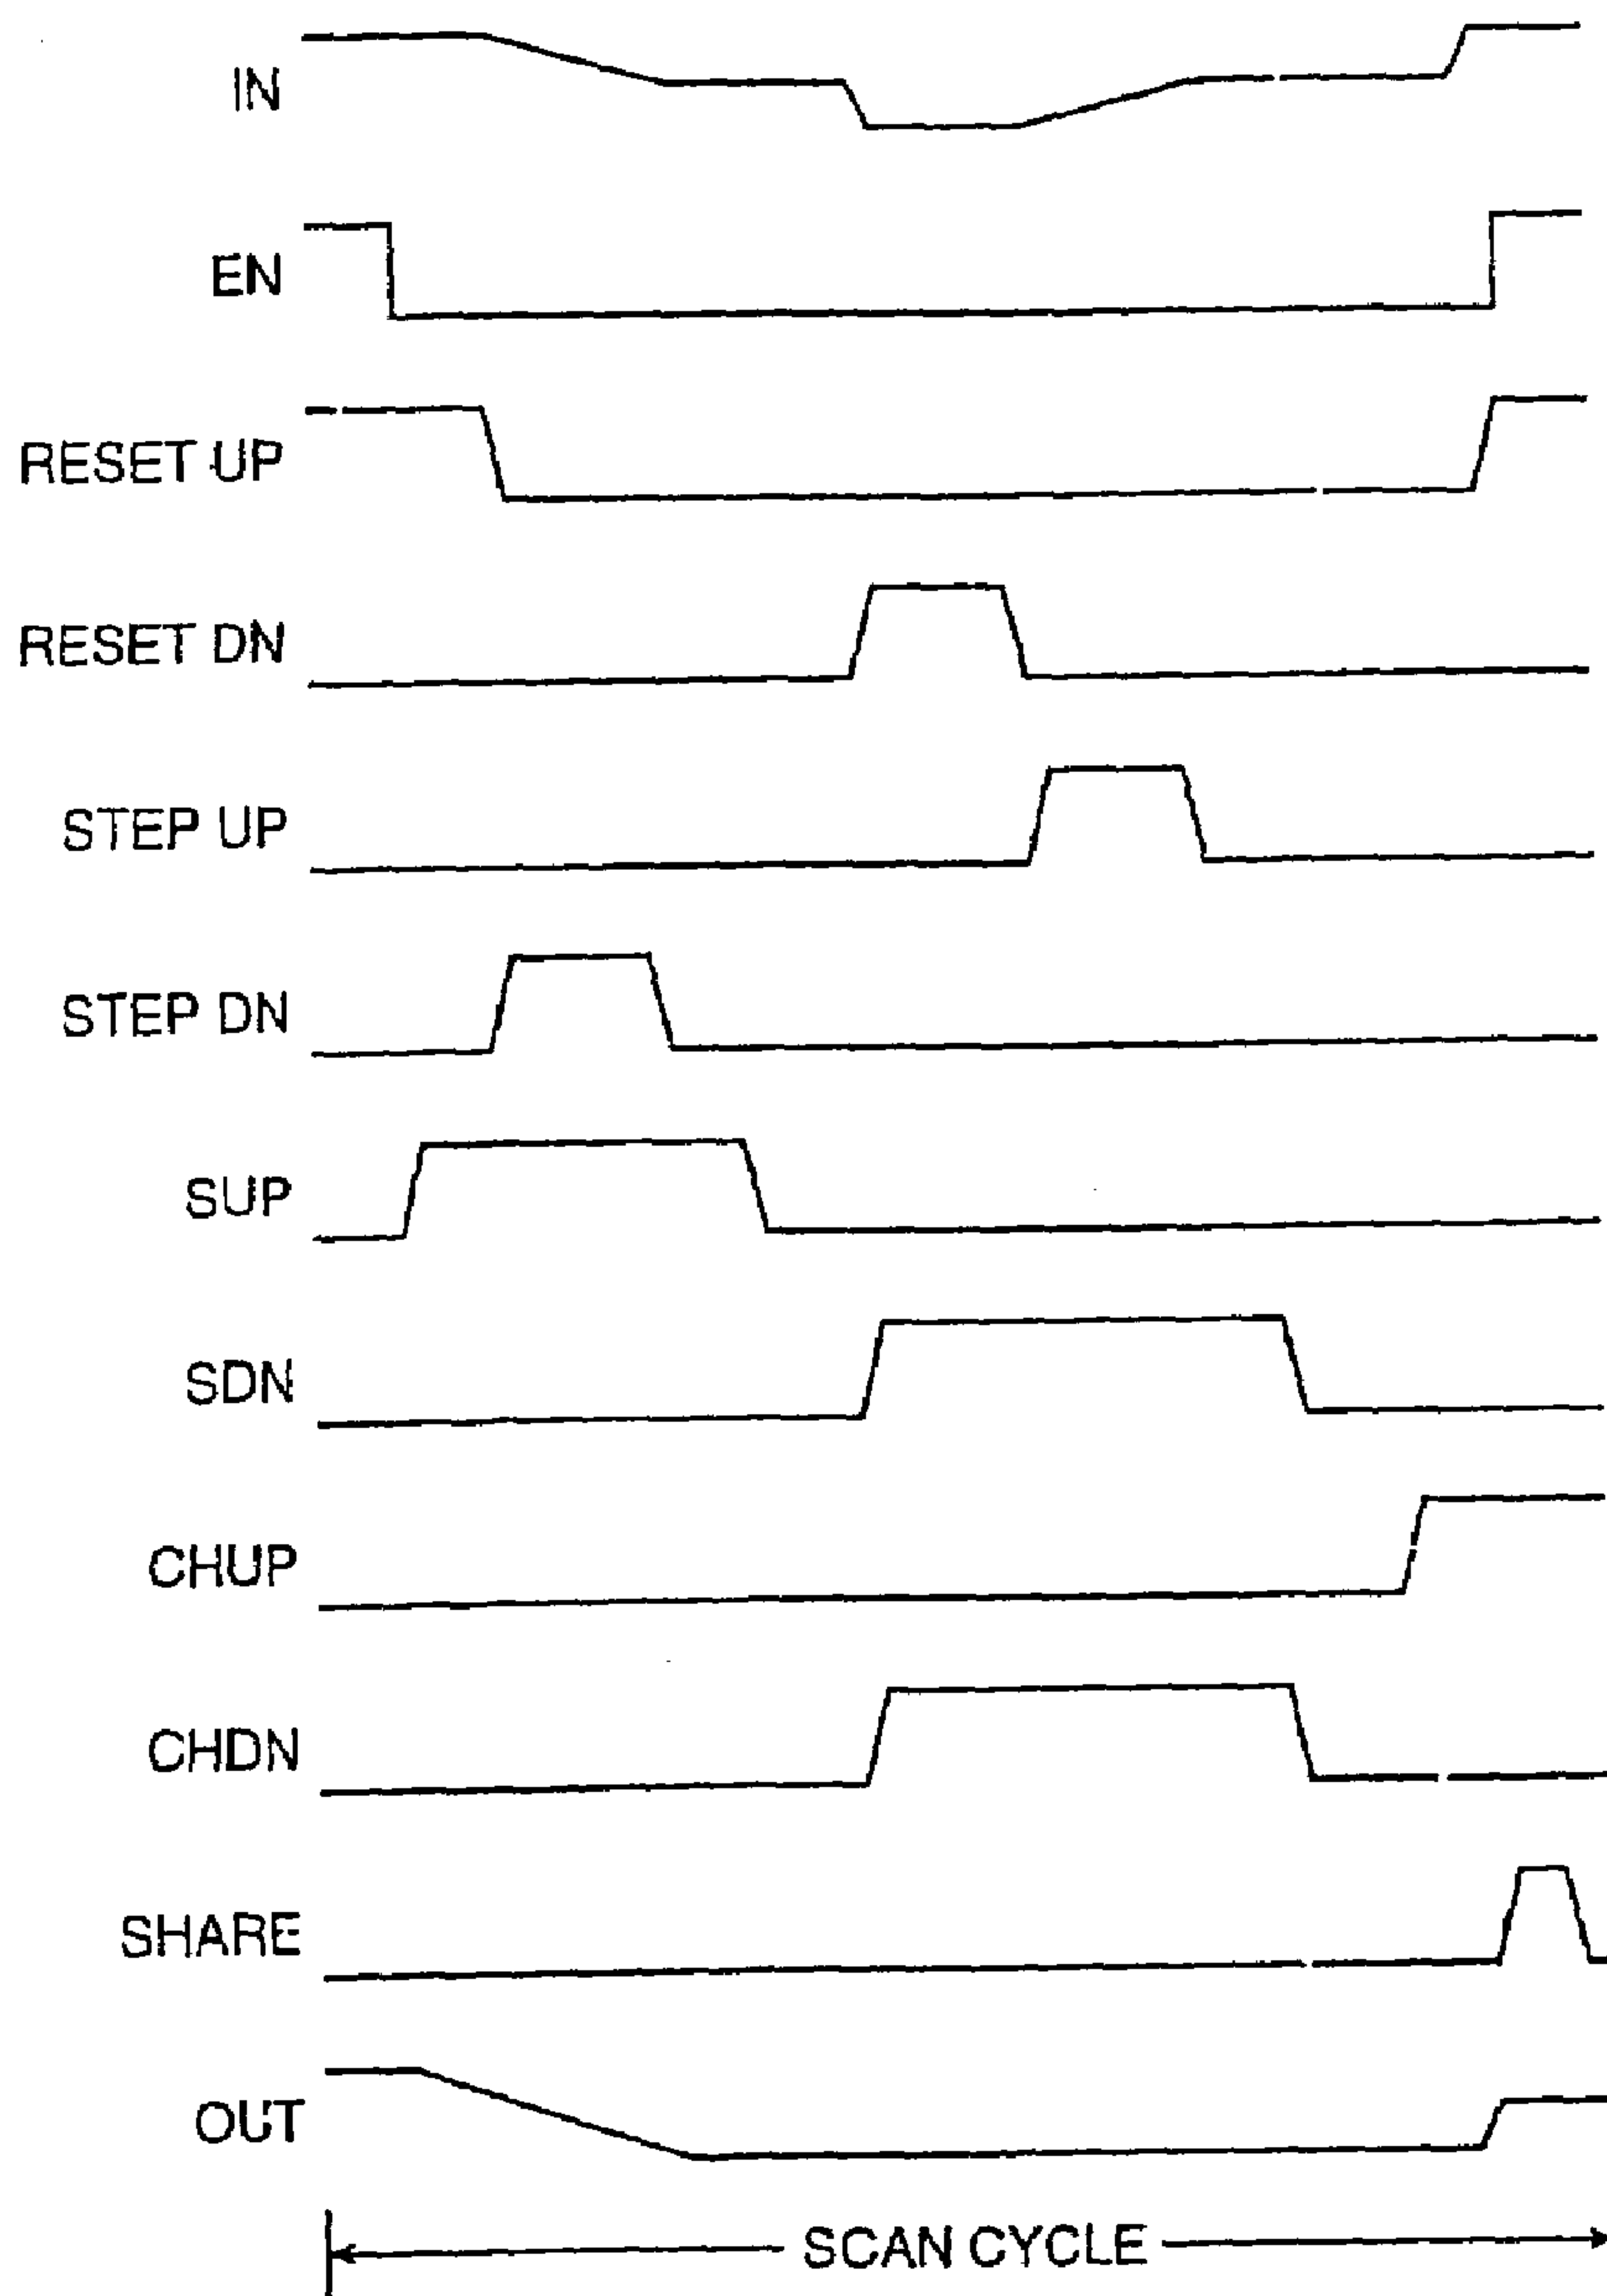 IN
EN
RESET UP
RESET DN
STEP UP
STEP DN
SUP
SDN
CHUP
CHDN
SHARE
OUT
SCAN CYCLE